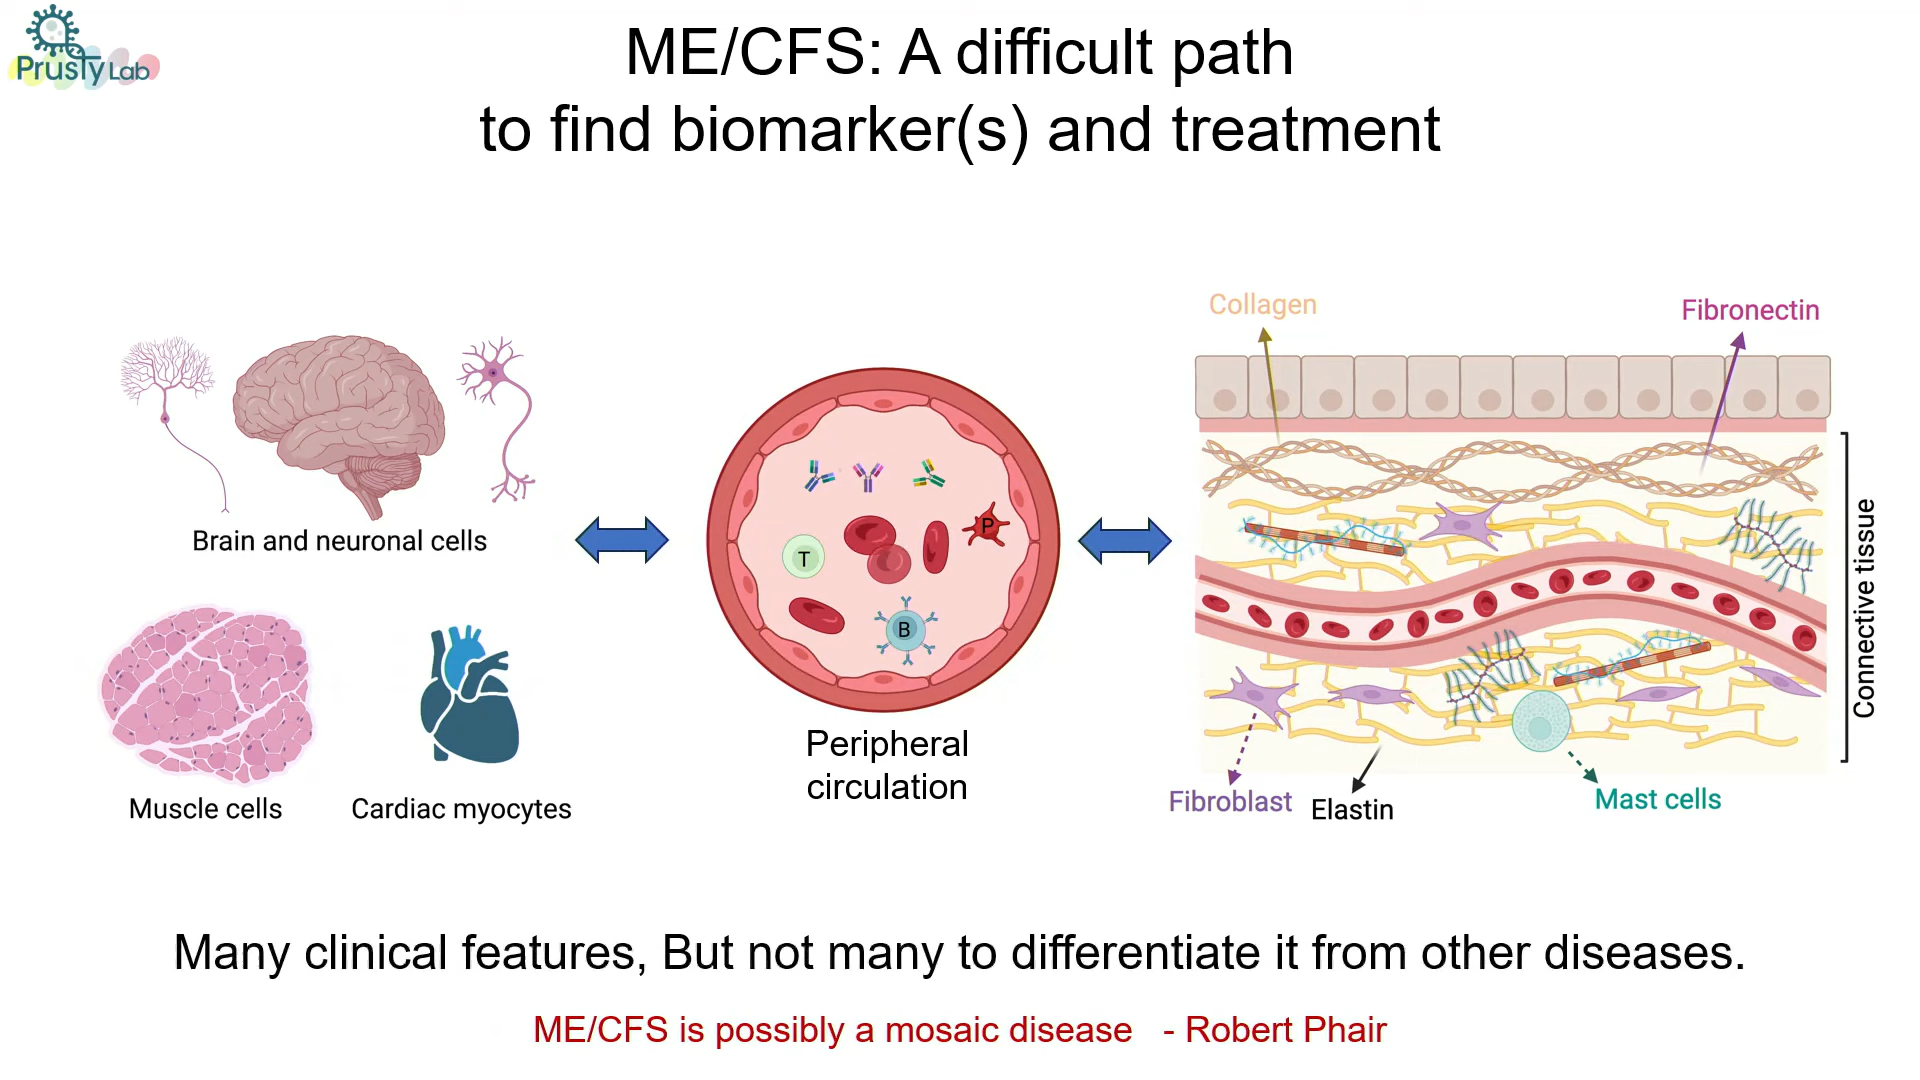 Prusty Lab
ME/CFS: A difficult path
to find biomarker(s) and treatment
Brain and neuronal cells
Muscle cells
Cardiac myocytes
T
P
B
Peripheral
circulation
Collagen
Fibronectin
Connective tissue
Fibroblast
Elastin
Mast cells
Many clinical features, But not many to differentiate it from other diseases.
ME/CFS is possibly a mosaic disease - Robert Phair